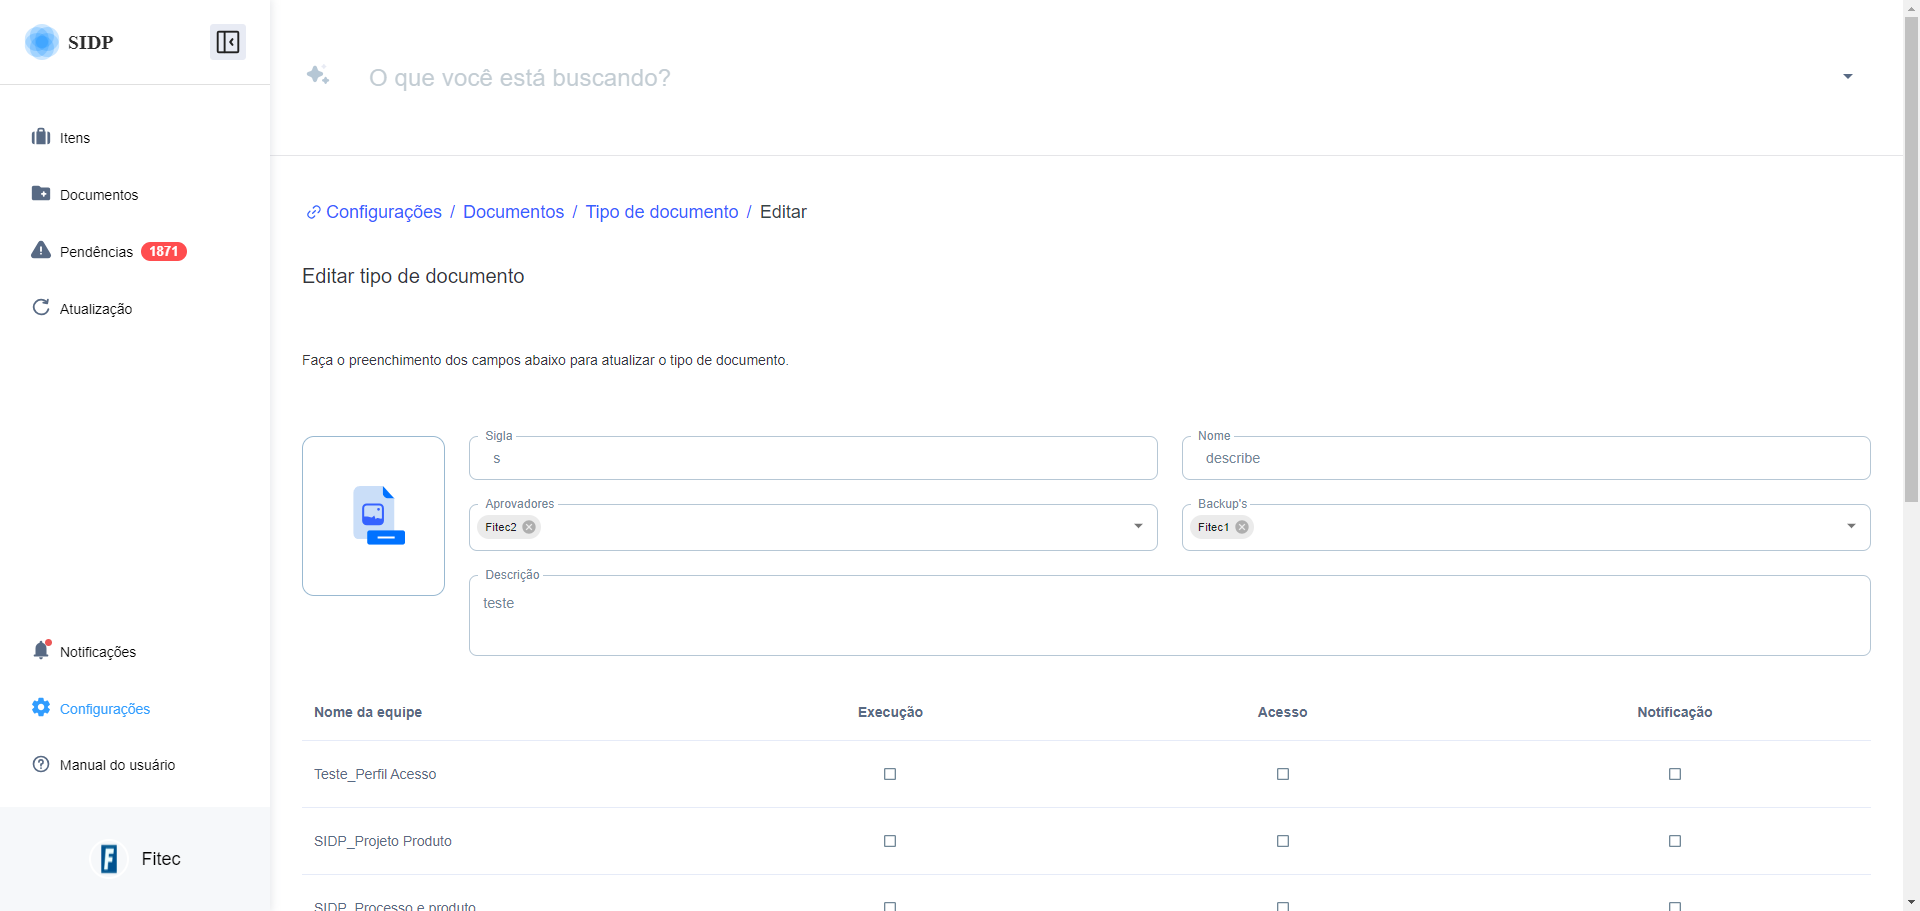 SIDP
O que você está buscando?
Itens
Documentos
Pendências 1871
Atualização
Configurações / Documentos / Tipo de documento / Editar
Editar tipo de documento
Faça o preenchimento dos campos abaixo para atualizar o tipo de documento.
Sigla
s
Nome
describe
Aprovadores
Fitec2
Backup's
Fitec1
Descrição
teste
Nome da equipe Execução Acesso Notificação
Teste_Perfil Acesso
SIDP_Projeto Produto
SIDP_Processo e produto
Notificações
Configurações
Manual do usuário
F Fitec